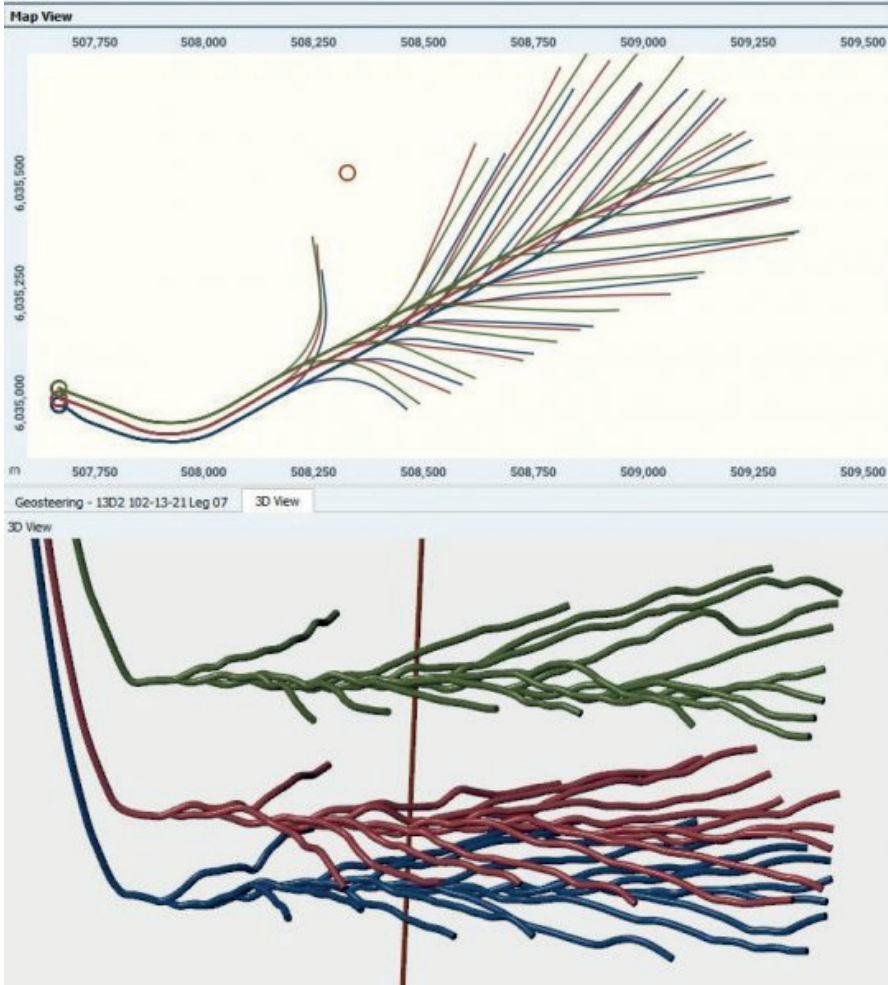 Map View
507,750 508,000 508,250 508,500 508,750 509,000 509,250 509,500
6,035,500
6,035,250
6,035,000
m 507,750 508,000 508,250 508,500 508,750 509,000 509,250 509,500
Geosteering - 13D2 102-13-21 Leg 07 3D View
3D View